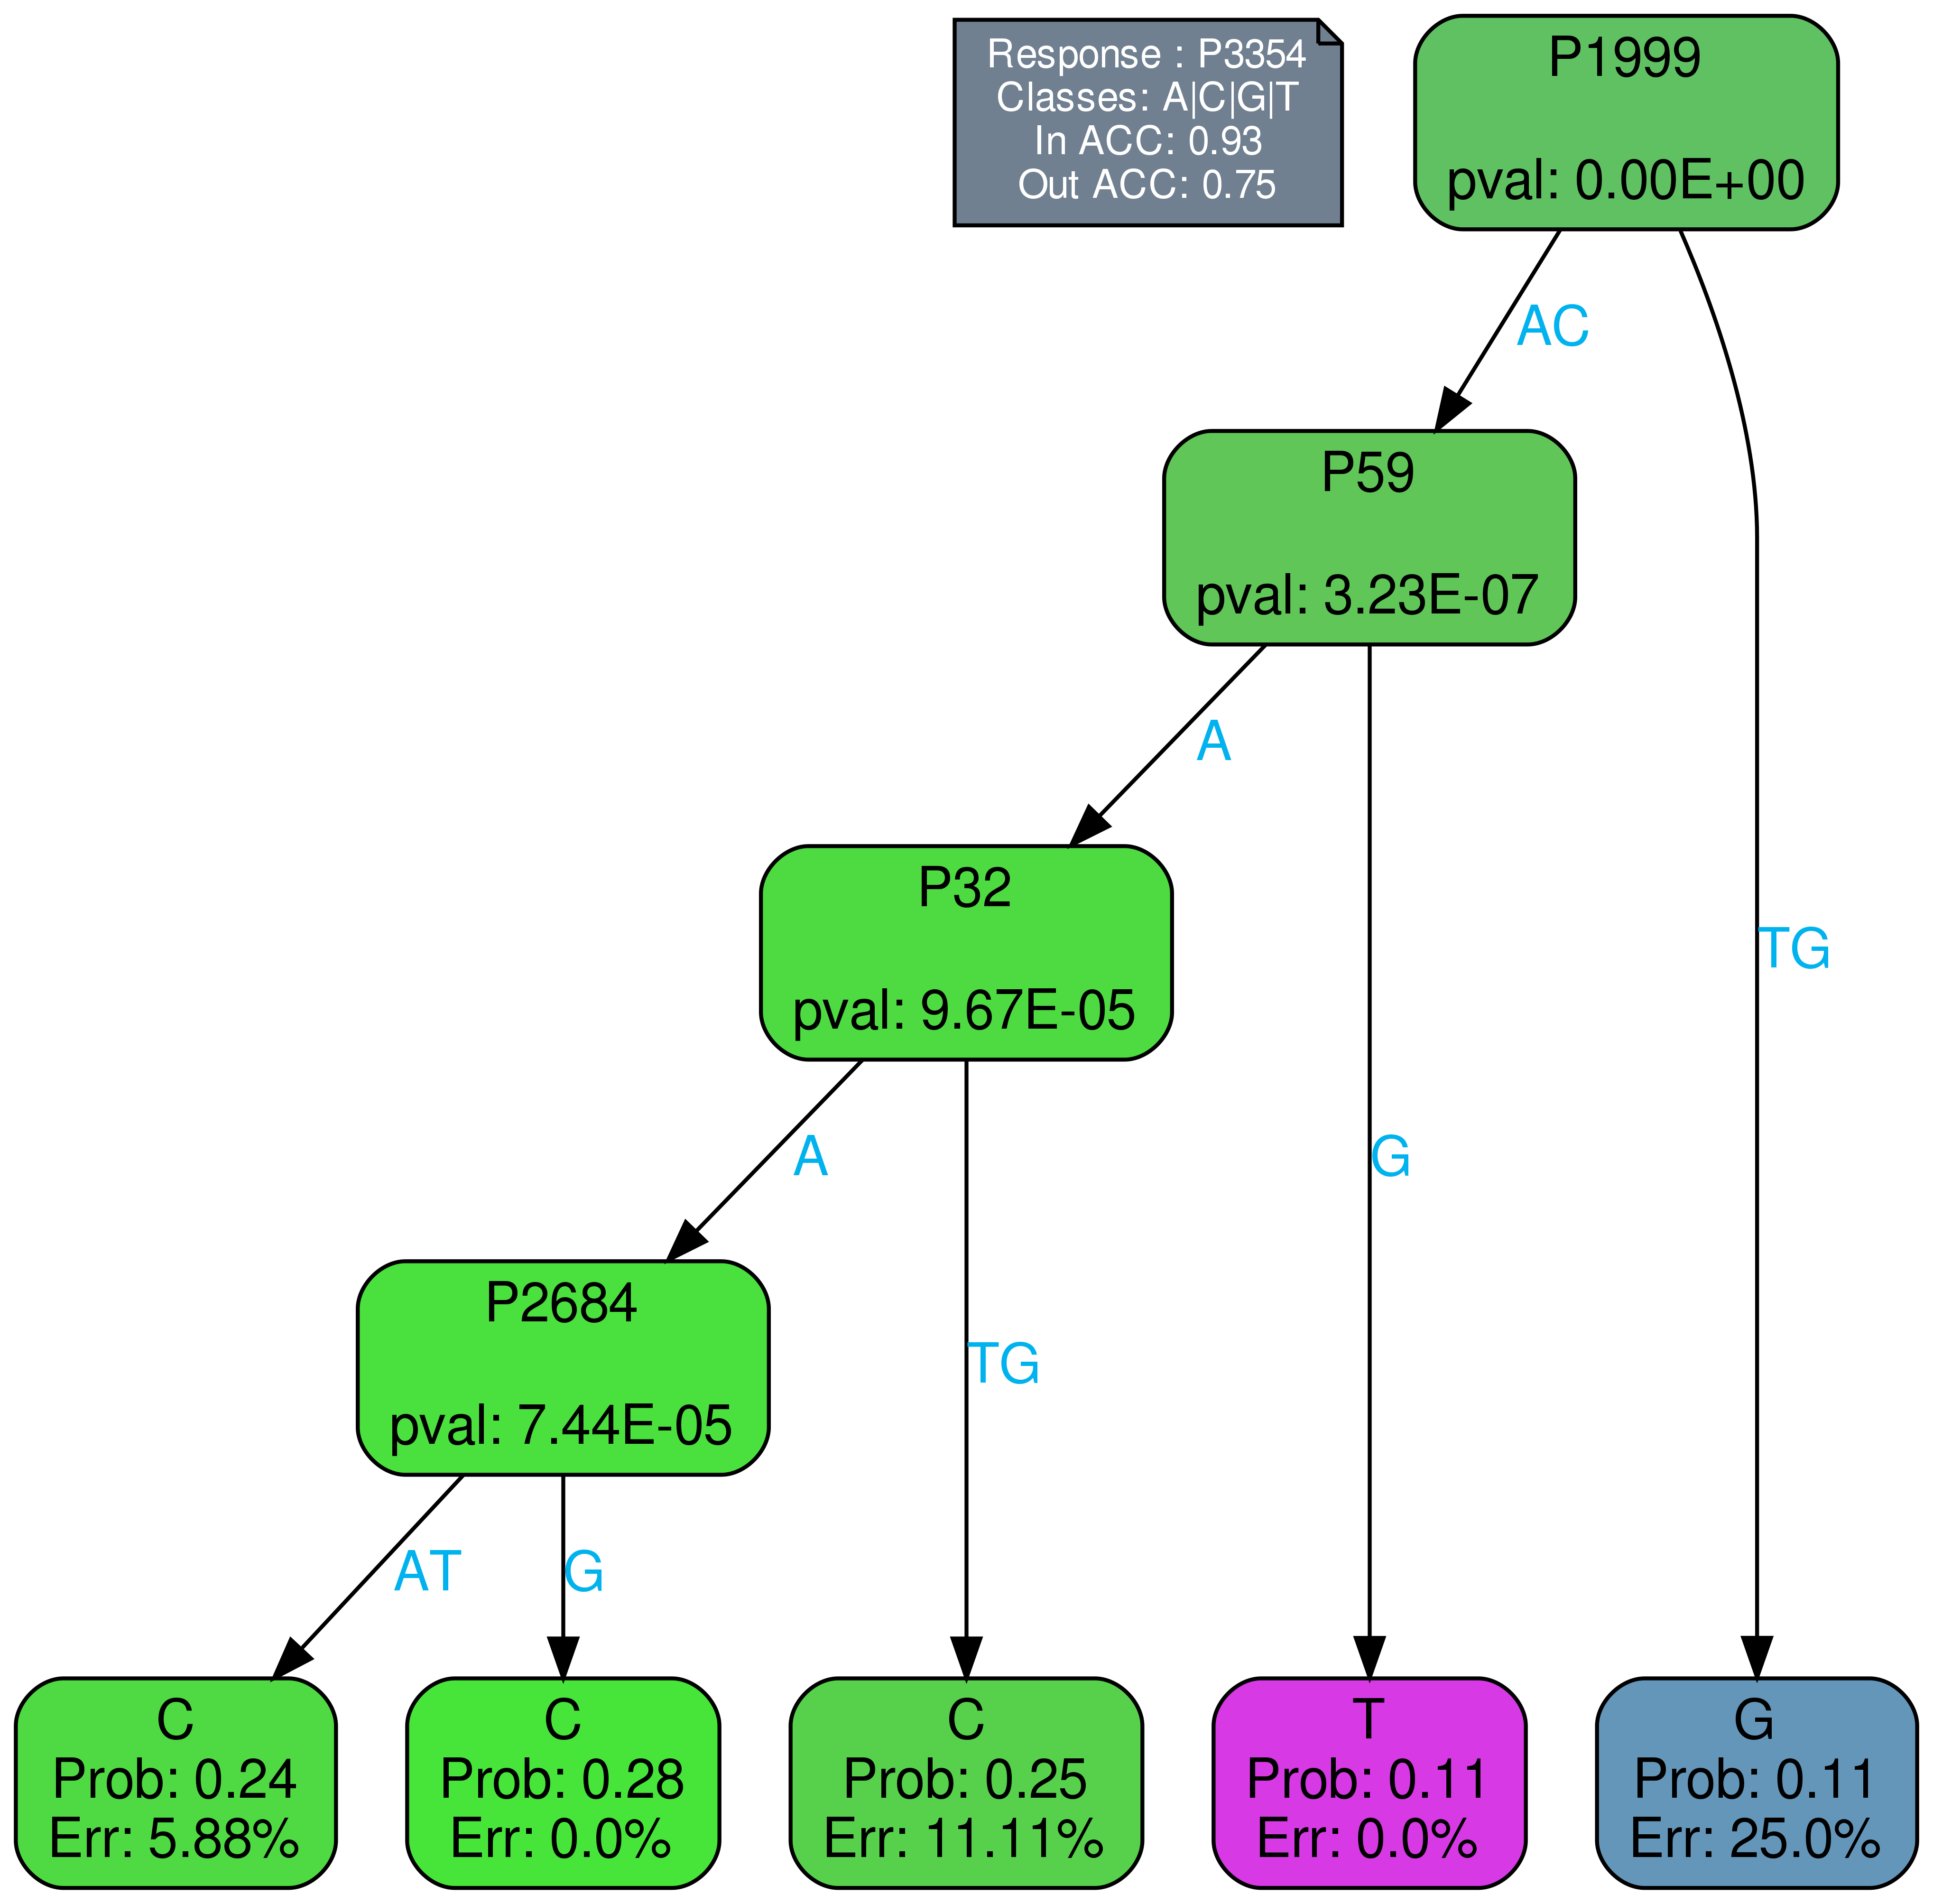 Response : P3354
Classes: A|C|G|T
In ACC: 0.93
Out ACC: 0.75
P1999
pval: 0.00E+00
AC
P59
pval: 3.23E-07
A
TG
P32
pval: 9.67E-05
A
G
P2684
pval: 7.44E-05
TG
AT
G
C
Prob: 0.24
Err: 5.88%
C
Prob: 0.28
Err: 0.0%
C
Prob: 0.25
Err: 11.11%
T
Prob: 0.11
Err: 0.0%
G
Prob: 0.11
Err: 25.0%